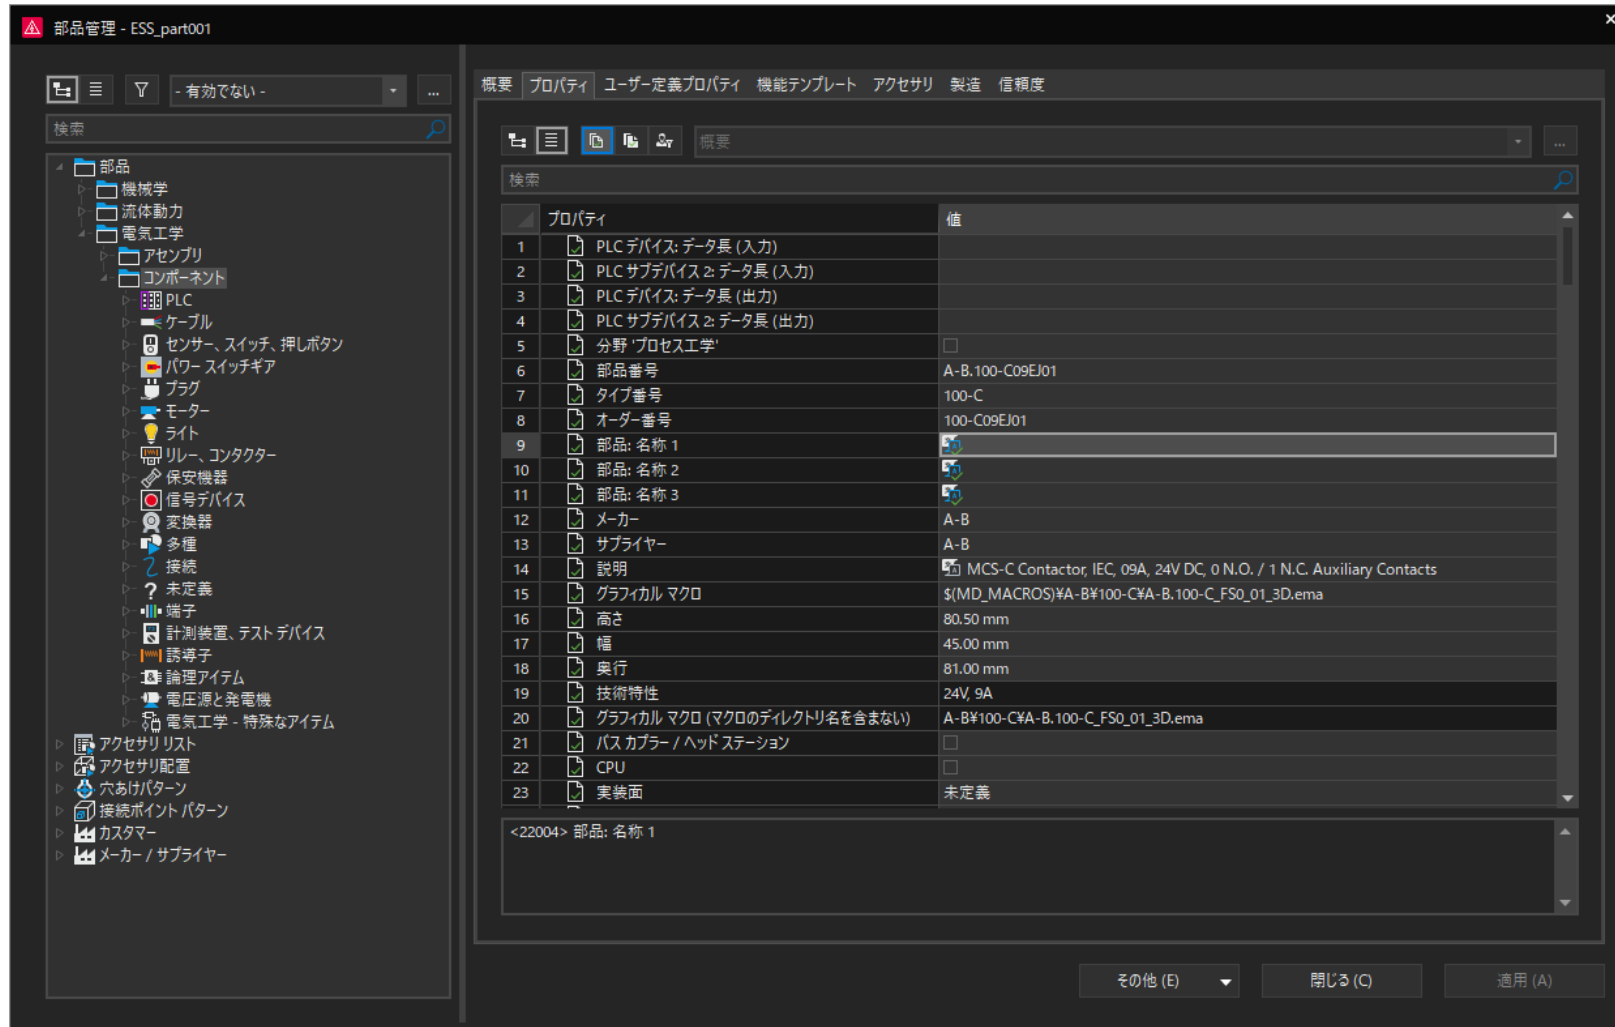 部品管理 - ESS_part001
- 有効でない -
...
検索
部品
機械学
流体動力
電気工学
アセンブリ
コンポーネント
PLC
ケーブル
センサー、スイッチ、押しボタン
パワー スイッチギア
プラグ
モーター
ライト
リレー、コンタクター
保安機器
信号デバイス
変換器
多種
接続
未定義
端子
計測装置、テスト デバイス
誘導子
論理アイテム
電圧源と発電機
電気工学 - 特殊なアイテム
アクセサリ リスト
アクセサリ配置
穴あけパターン
接続ポイント パターン
カスタマー
メーカー / サプライヤー
概要 プロパティ ユーザー定義プロパティ 機能テンプレート アクセサリ 製造 信頼度
概要
...
検索
プロパティ 値
1 PLC デバイス: データ長 (入力)
2 PLC サブデバイス 2: データ長 (入力)
3 PLC デバイス: データ長 (出力)
4 PLC サブデバイス 2: データ長 (出力)
5 分野 'プロセス工学'
6 部品番号 A-B.100-C09EJ01
7 タイプ番号 100-C
8 オーダー番号 100-C09EJ01
9 部品: 名称 1
10 部品: 名称 2
11 部品: 名称 3
12 メーカー A-B
13 サプライヤー A-B
14 説明 MCS-C Contactor, IEC, 09A, 24V DC, 0 N.O. / 1 N.C. Auxiliary Contacts
15 グラフィカル マクロ $(MD_MACROS)¥A-B¥100-C¥A-B.100-C_FS0_01_3D.ema
16 高さ 80.50 mm
17 幅 45.00 mm
18 奥行 81.00 mm
19 技術特性 24V, 9A
20 グラフィカル マクロ (マクロのディレクトリ名を含まない) A-B¥100-C¥A-B.100-C_FS0_01_3D.ema
21 バス カプラー / ヘッド ステーション
22 CPU
23 実装面 未定義
<22004> 部品: 名称 1
その他 (E) 閉じる (C) 適用 (A)